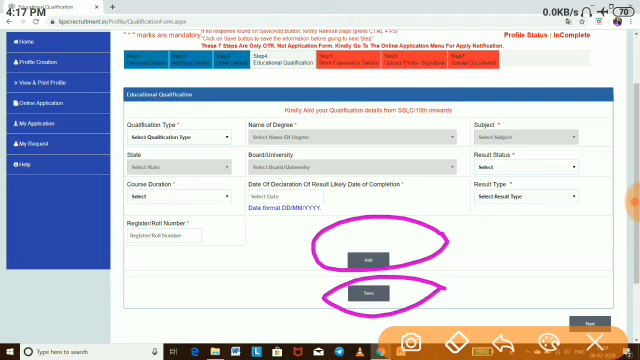 4:17 PM
0.0KB/s
70
Educational Qualification
kpscrecruitment.in/Profile/QualificationForm.aspx
" * " marks are mandatory
If no response found on Save/Add Button, kindly Refresh page (press CTRL + F5)
"Click on Save button to save the information before going to next Step"
These 7 Steps Are Only OTR, Not Application Form. Kindly Go To The Online Application Menu For Apply Notification.
Profile Status : InComplete
Home
Profile Creation
View & Print Profile
Online Application
My Application
My Request
Help
Step1 Step2 Step3 Step4 Step5 Step6 Step7
Personal Details Address Details Other Details Educational Qualification Work Experience Details Upload Photo / Signature Upload Documents
Educational Qualification
Kindly Add your Qualification details from SSLC/10th onwards
Qualification Type * Name of Degree * Subject *
Select Qualification Type Select Name Of Degree Select Subject
State Board/University Result Status *
Select State Select Board/University Select
Course Duration * Date Of Declaration Of Result Likely Date of Completion * Result Type *
Select Select Date Select Result Type
Date format DD/MM/YYYY.
Register/Roll Number *
Register/Roll Number
Add
Save
Next
Type here to search
06-02-2020